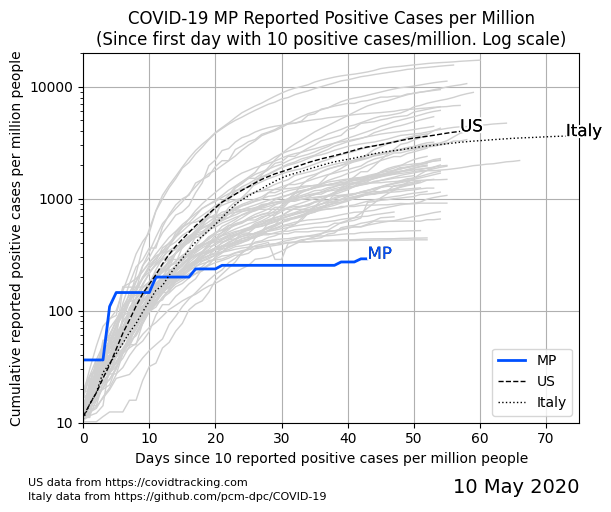 COVID-19 MP Reported Positive Cases per Million
(Since first day with 10 positive cases/million. Log scale)
Cumulative reported positive cases per million people
10000
1000
100
10
US
Italy
MP
MP
US
Italy
0 10 20 30 40 50 60 70
Days since 10 reported positive cases per million people
US data from https://covidtracking.com
Italy data from https://github.com/pcm-dpc/COVID-19
10 May 2020